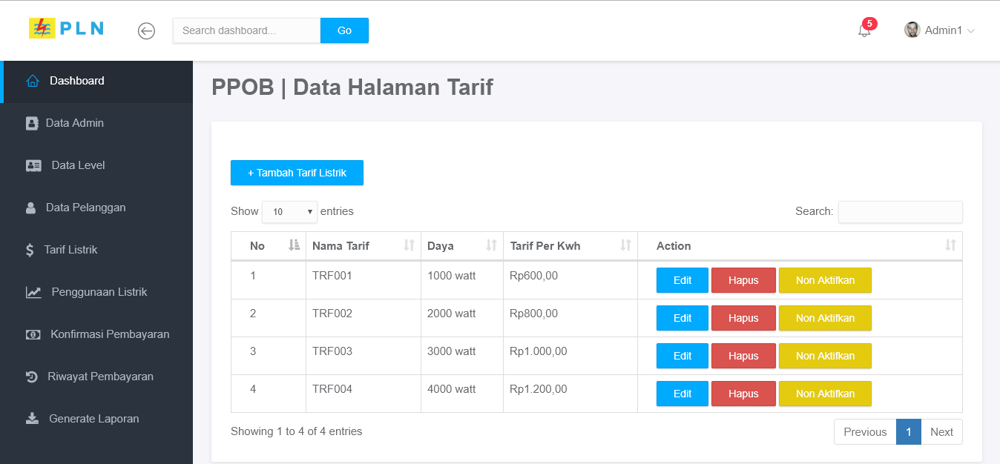 PLN
Search dashboard...
Go
5
Admin1
Dashboard
Data Admin
Data Level
Data Pelanggan
Tarif Listrik
Penggunaan Listrik
Konfirmasi Pembayaran
Riwayat Pembayaran
Generate Laporan
PPOB | Data Halaman Tarif
+ Tambah Tarif Listrik
Show 10 entries
Search:
No Nama Tarif Daya Tarif Per Kwh Action
1 TRF001 1000 watt Rp600,00 Edit Hapus Non Aktifkan
2 TRF002 2000 watt Rp800,00 Edit Hapus Non Aktifkan
3 TRF003 3000 watt Rp1.000,00 Edit Hapus Non Aktifkan
4 TRF004 4000 watt Rp1.200,00 Edit Hapus Non Aktifkan
Showing 1 to 4 of 4 entries
Previous 1 Next